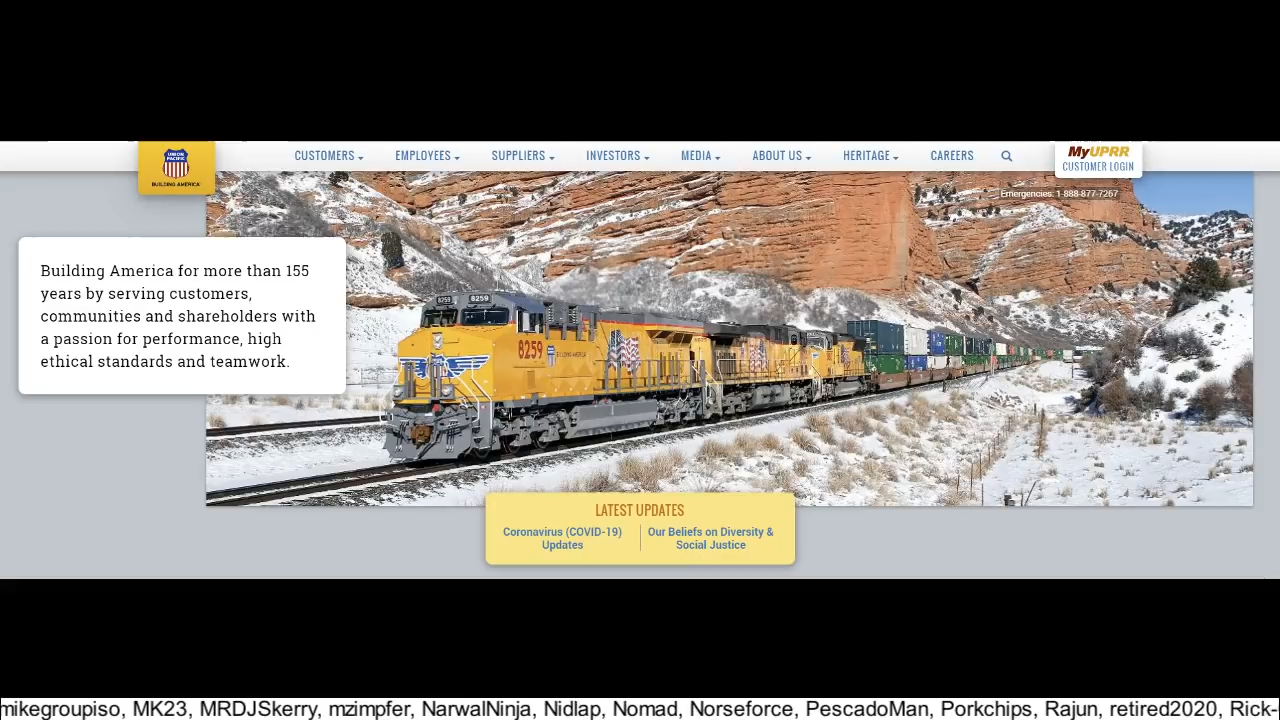 UNION
PACIFIC
BUILDING AMERICA
CUSTOMERS
EMPLOYEES
SUPPLIERS
INVESTORS
MEDIA
ABOUT US
HERITAGE
CAREERS
MyUPRR
CUSTOMER LOGIN
Emergencies: 1-888-877-7267
Building America for more than 155
years by serving customers,
communities and shareholders with
a passion for performance, high
ethical standards and teamwork.
8259
8259
8259
BUILDING AMERICA
LATEST UPDATES
Coronavirus (COVID-19)
Updates
Our Beliefs on Diversity &
Social Justice
mikegroupiso, MK23, MRDJSkerry, mzimpfer, NarwalNinja, Nidlap, Nomad, Norseforce, PescadoMan, Porkchips, Rajun, retired2020, Rick-